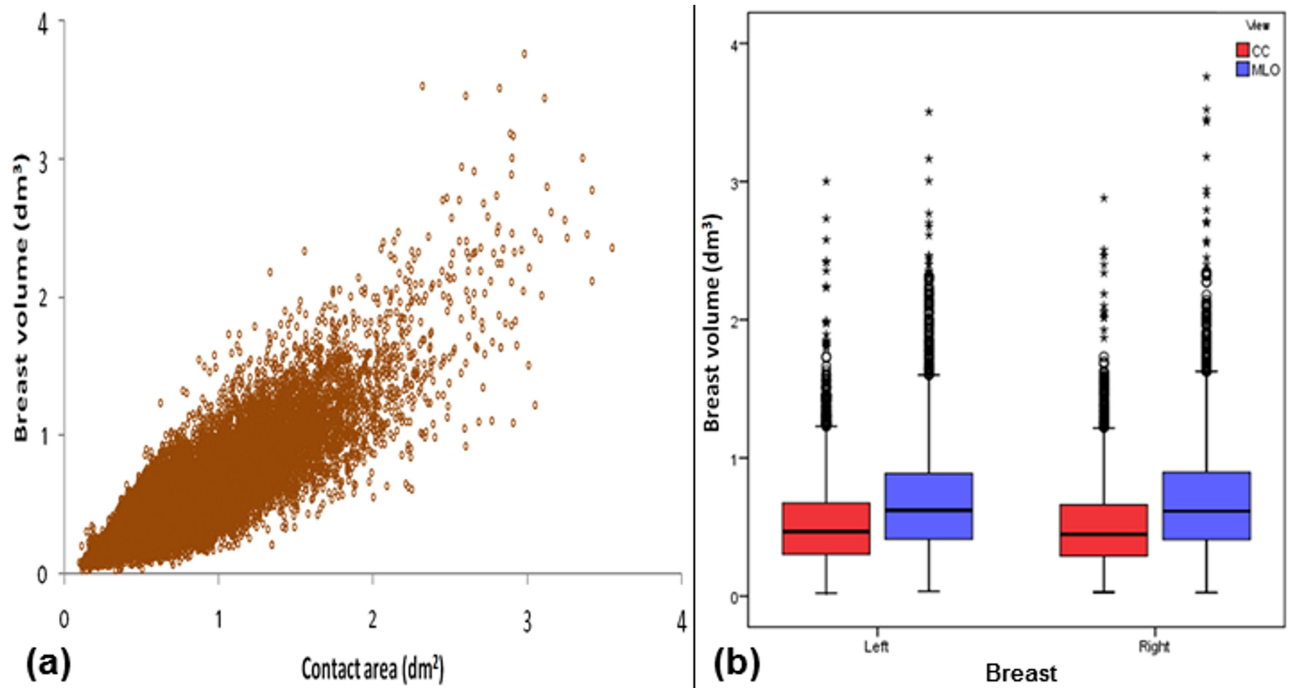 4
3
2
1
0
Breast volume (dm³)
0 1 2 3 4
Contact area (dm²)
(a)
View
CC
MLO
4
3
2
1
0
Breast volume (dm³)
Left Right
Breast
(b)